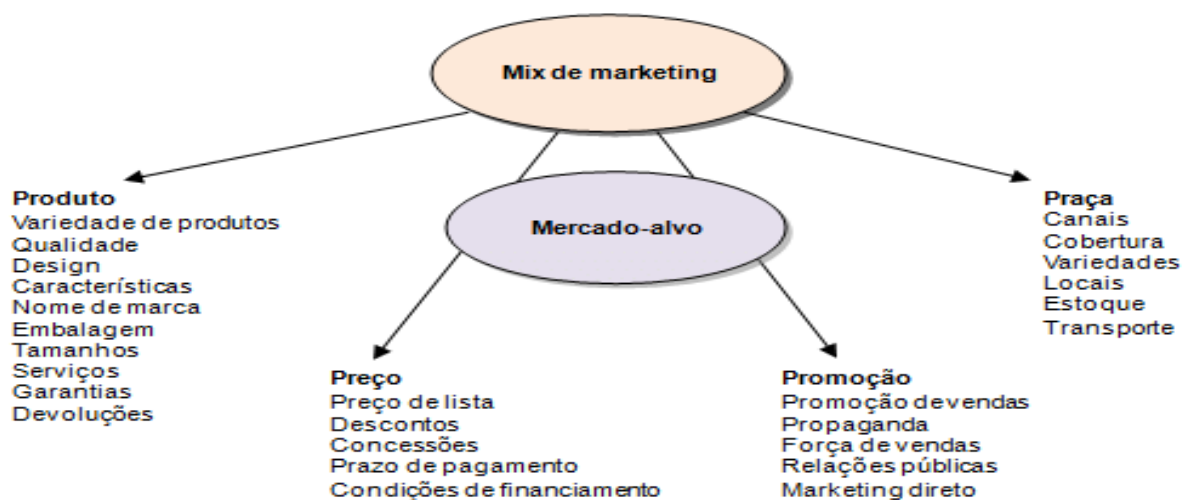 Mix de marketing
Mercado-alvo
Produto
Variedade de produtos
Qualidade
Design
Características
Nome de marca
Embalagem
Tamanhos
Serviços
Garantias
Devoluções
Preço
Preço de lista
Descontos
Concessões
Prazo de pagamento
Condições de financiamento
Promoção
Promoção de vendas
Propaganda
Força de vendas
Relações públicas
Marketing direto
Praça
Canais
Cobertura
Variedades
Locais
Estoque
Transporte